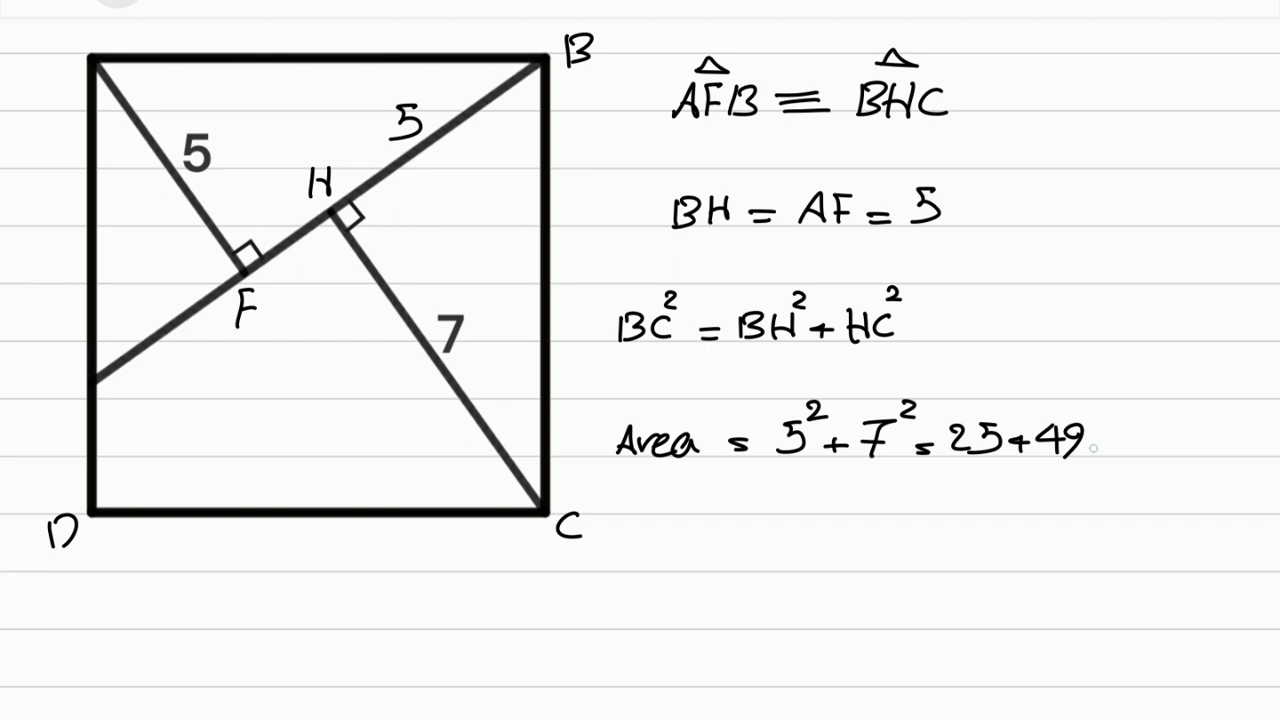 B
5
5
H
F
7
D
C
△ △
AFB ≡ BHC
BH = AF = 5
BC² = BH² + HC²
Area = 5² + 7² = 25 + 49